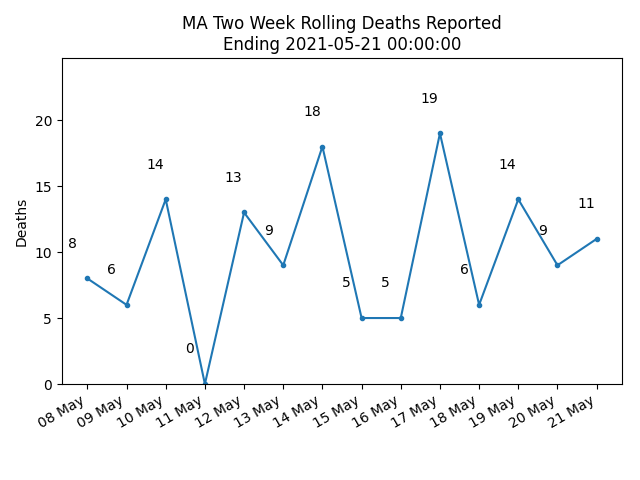 MA Two Week Rolling Deaths Reported
Ending 2021-05-21 00:00:00
Deaths
20
15
10
5
0
8
6
14
0
13
9
18
5
5
19
6
14
9
11
08 May
09 May
10 May
11 May
12 May
13 May
14 May
15 May
16 May
17 May
18 May
19 May
20 May
21 May